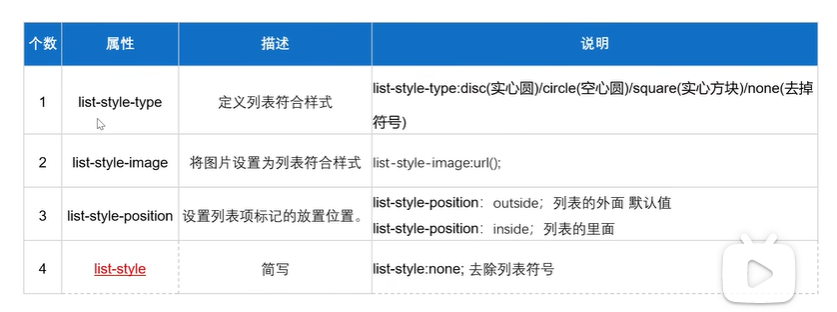 个数 属性 描述 说明
1 list-style-type 定义列表符合样式 list-style-type:disc(实心圆)/circle(空心圆)/square(实心方块)/none(去掉
符号)
2 list-style-image 将图片设置为列表符合样式 list-style-image:url();
3 list-style-position 设置列表项标记的放置位置。 list-style-position：outside；列表的外面 默认值
list-style-position：inside；列表的里面
4 list-style 简写 list-style:none; 去除列表符号